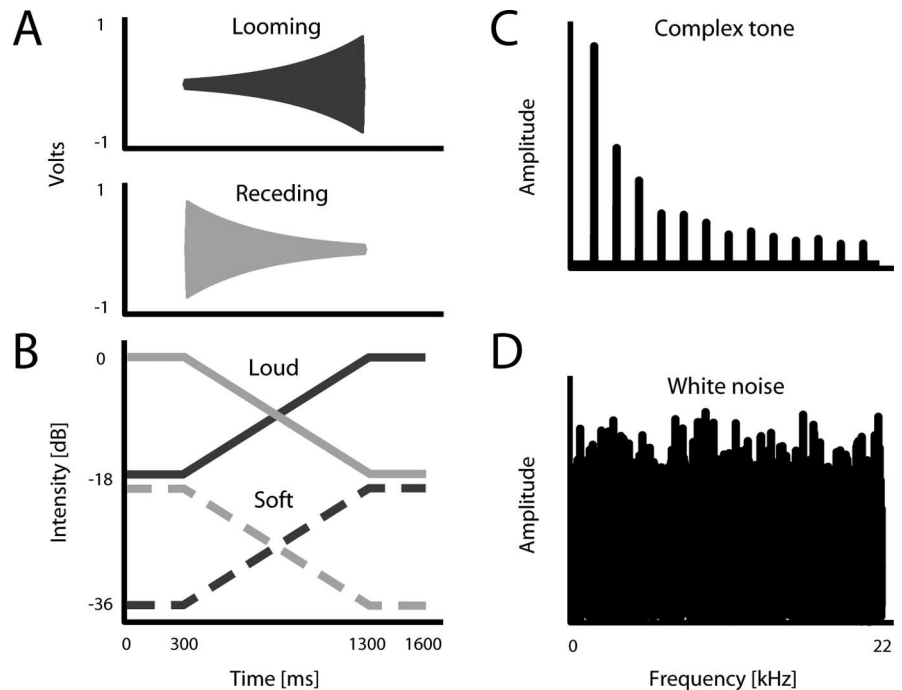 A
Looming
1
-1
Volts
Receding
1
-1
B
0
Loud
-18
Soft
-36
Intensity [dB]
0 300 1300 1600
Time [ms]
C
Complex tone
Amplitude
D
White noise
Amplitude
0 22
Frequency [kHz]